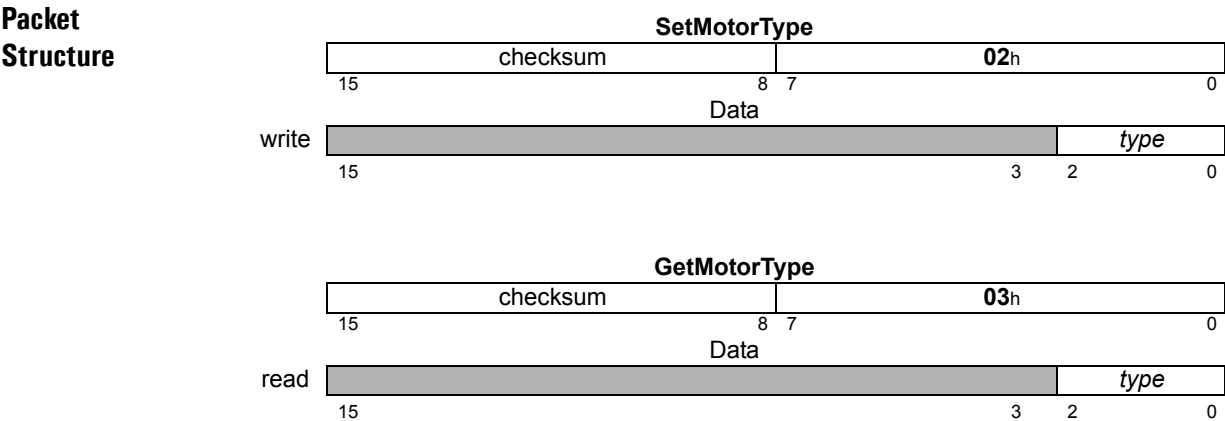 Packet
Structure
SetMotorType
checksum 02h
15 8 7 0
Data
write type
15 3 2 0
GetMotorType
checksum 03h
15 8 7 0
Data
read type
15 3 2 0